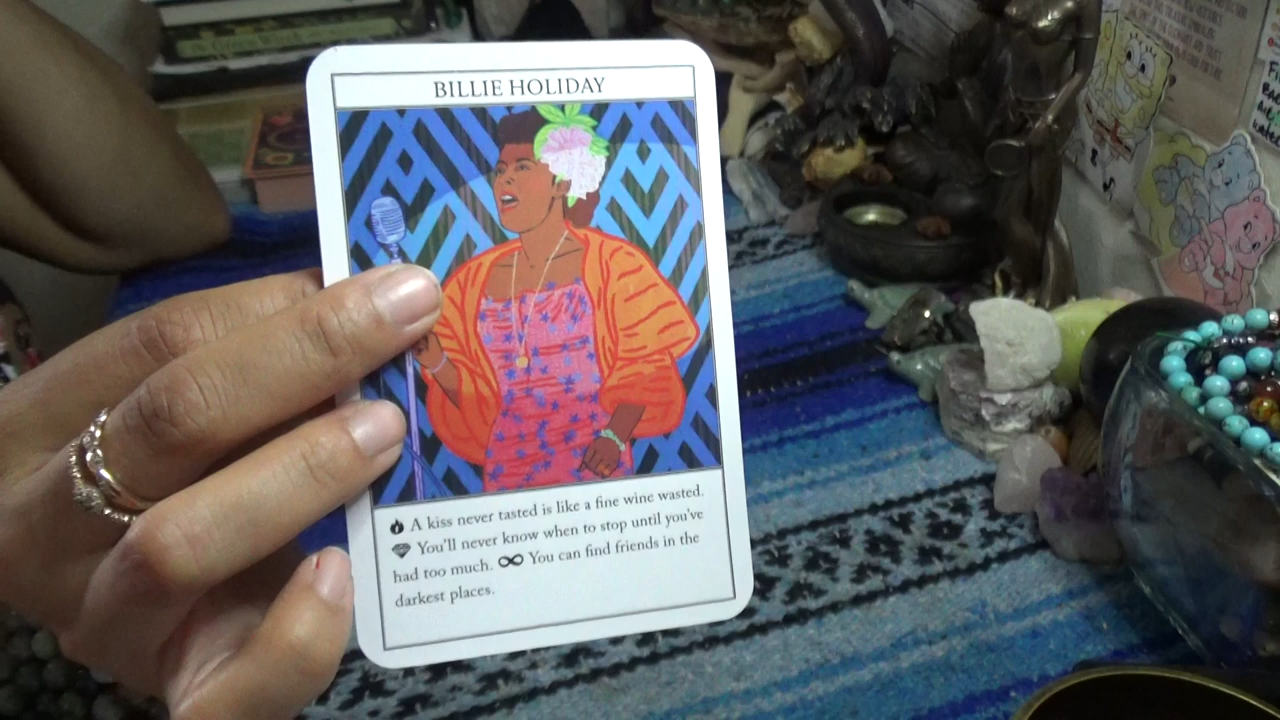 BILLIE HOLIDAY
A kiss never tasted is like a fine wine wasted.
You'll never know when to stop until you've
had too much. ∞ You can find friends in the
darkest places.